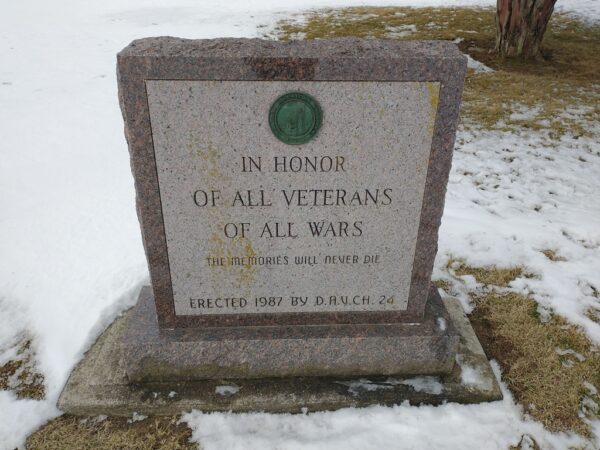 IN HONOR
OF ALL VETERANS
OF ALL WARS
THE MEMORIES WILL NEVER DIE
ERECTED 1987 BY D.A.V. CH. 24